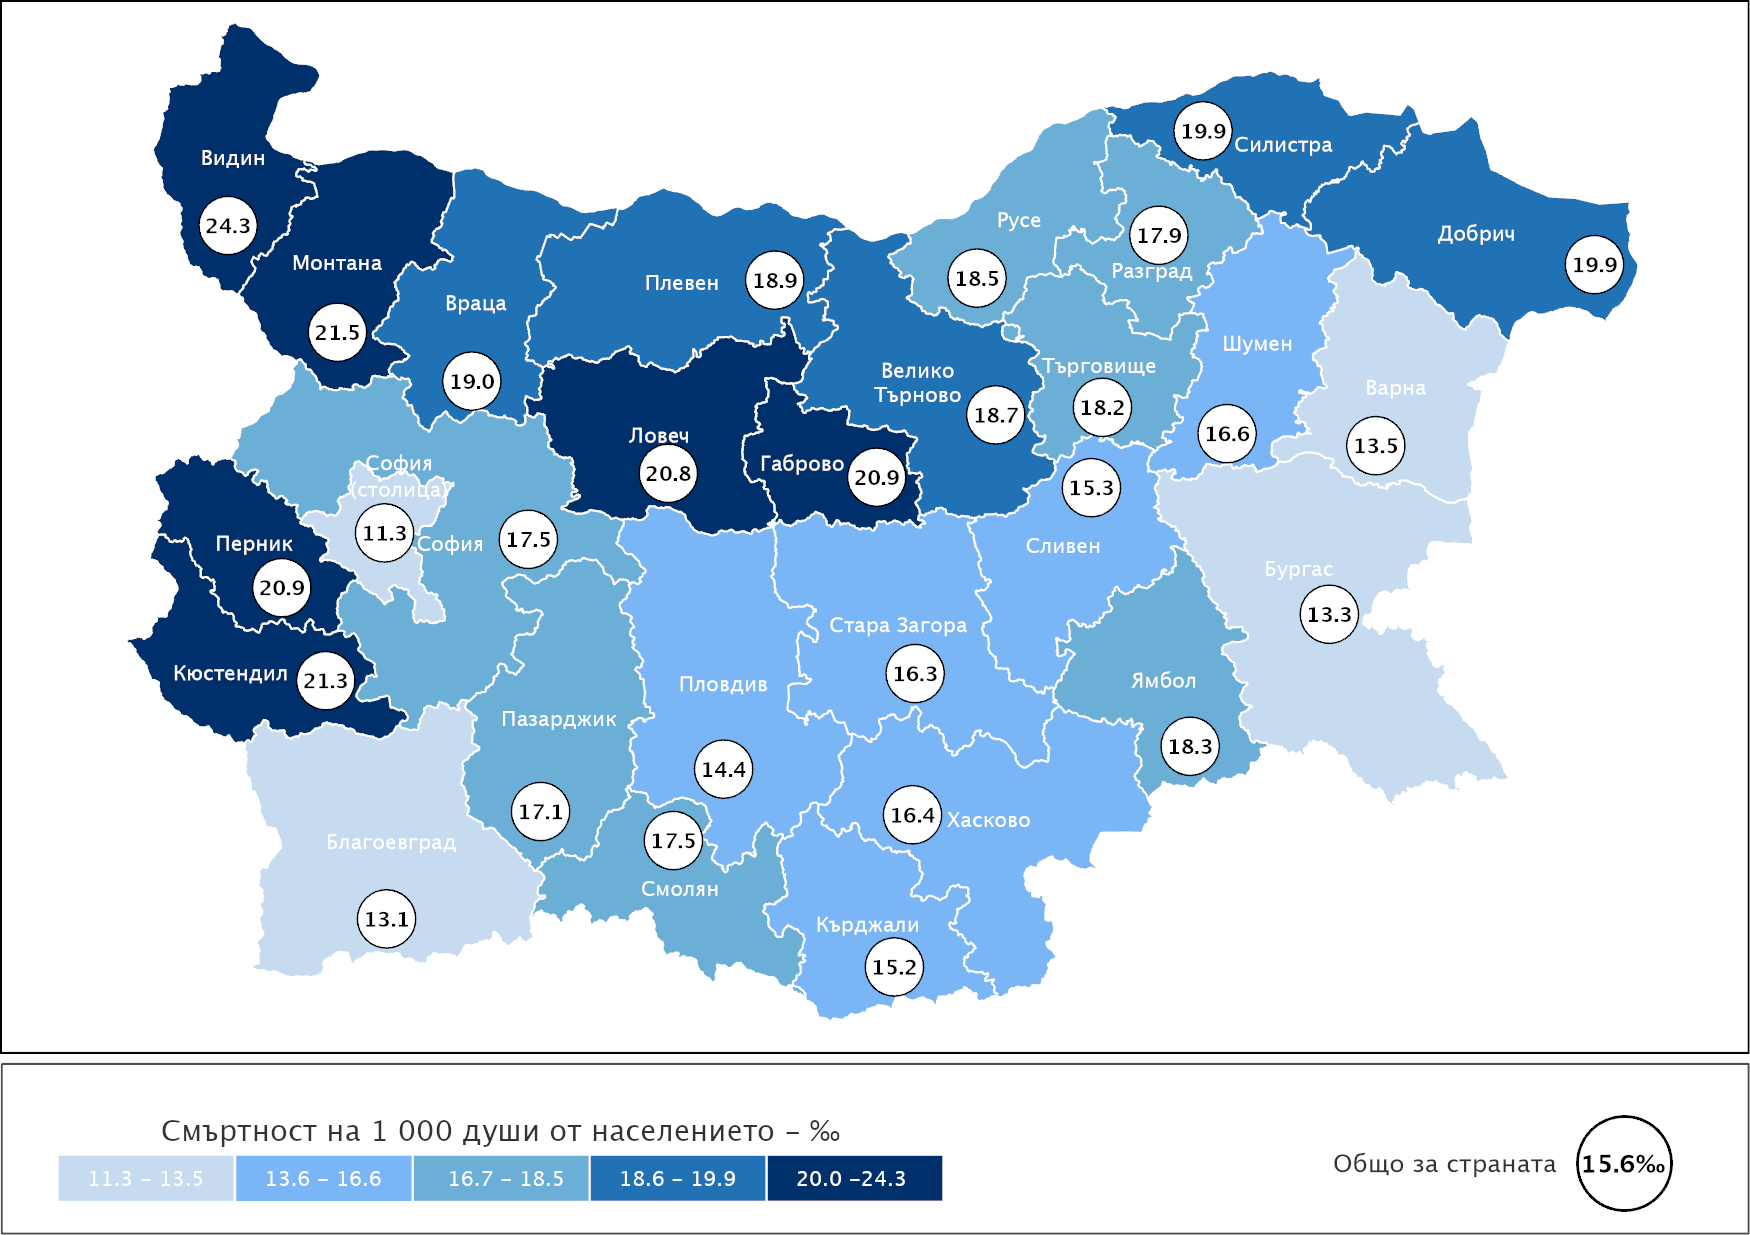 Видин
24.3
Монтана
21.5
Враца
19.0
Плевен
18.9
Велико
Търново
18.7
Русе
18.5
Разград
17.9
Силистра
19.9
Добрич
19.9
Търговище
18.2
Шумен
16.6
Варна
13.5
Ловеч
20.8
Габрово
20.9
София
(столица)
11.3
София
17.5
Перник
20.9
Кюстендил
21.3
Сливен
15.3
Бургас
13.3
Стара Загора
16.3
Ямбол
18.3
Пловдив
14.4
Пазарджик
17.1
Благоевград
13.1
Смолян
17.5
Хасково
16.4
Кърджали
15.2
Смъртност на 1 000 души от населението – ‰
11.3 – 13.5
13.6 – 16.6
16.7 – 18.5
18.6 – 19.9
20.0 –24.3
Общо за страната
15.6‰